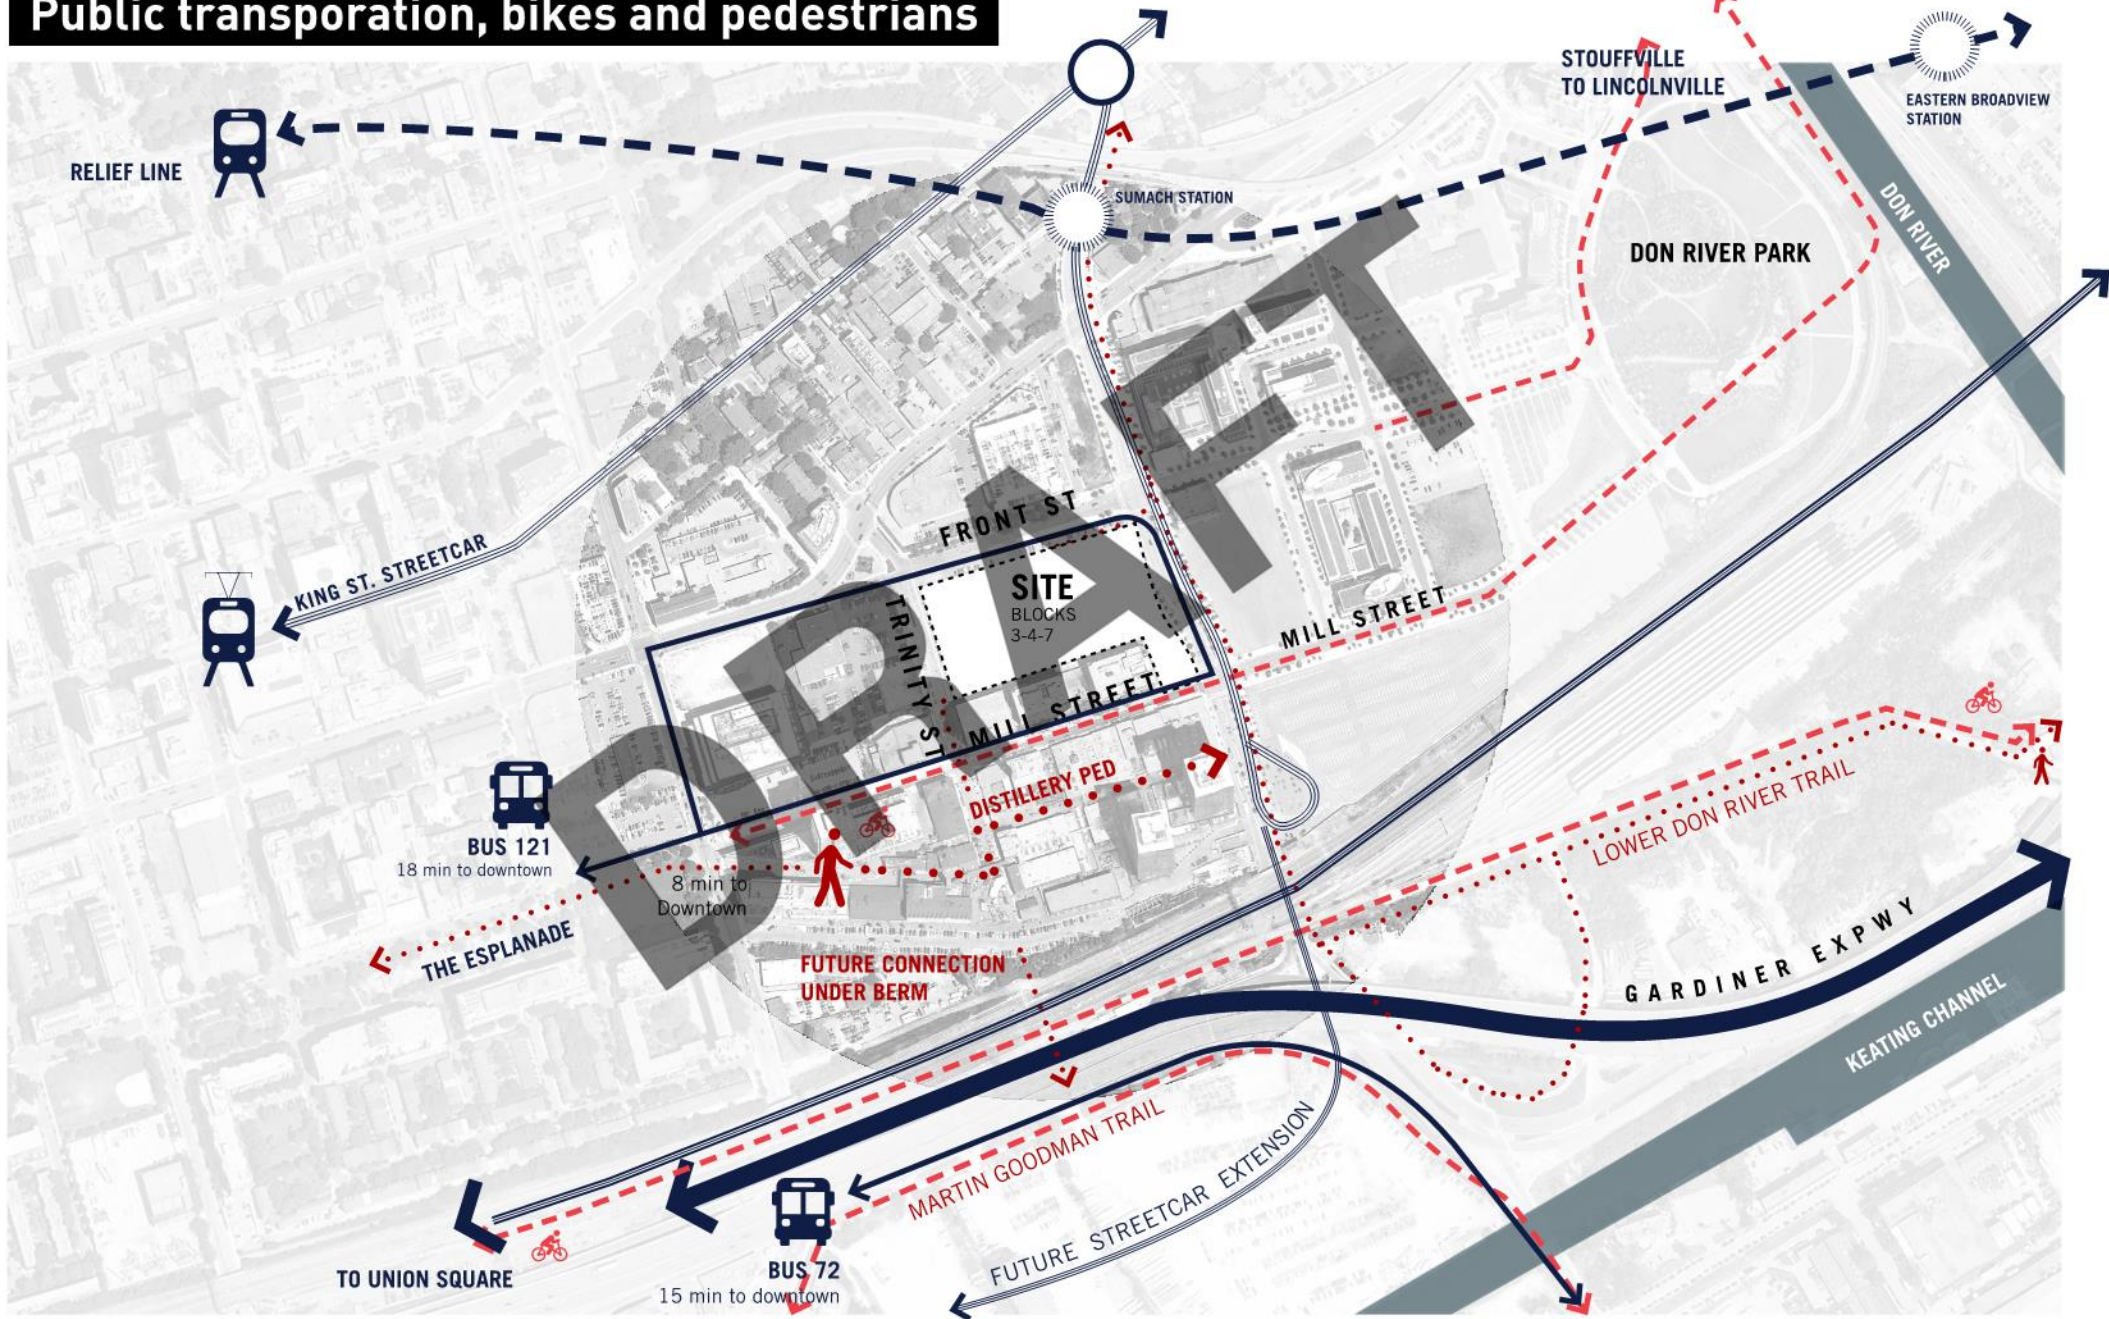 Public transporation, bikes and pedestrians
STOUFFVILLE
TO LINCOLNVILLE
EASTERN BROADVIEW
STATION
RELIEF LINE
SUMACH STATION
DON RIVER
DON RIVER PARK
KING ST. STREETCAR
FRONT ST
SITE
BLOCKS
3-4-7
TRINITY ST
MILL STREET
MILL STREET
DRAFT
DISTILLERY PED
BUS 121
18 min to downtown
8 min to
Downtown
THE ESPLANADE
LOWER DON RIVER TRAIL
FUTURE CONNECTION
UNDER BERM
GARDINER EXPWY
KEATING CHANNEL
MARTIN GOODMAN TRAIL
FUTURE STREETCAR EXTENSION
TO UNION SQUARE
BUS 72
15 min to downtown